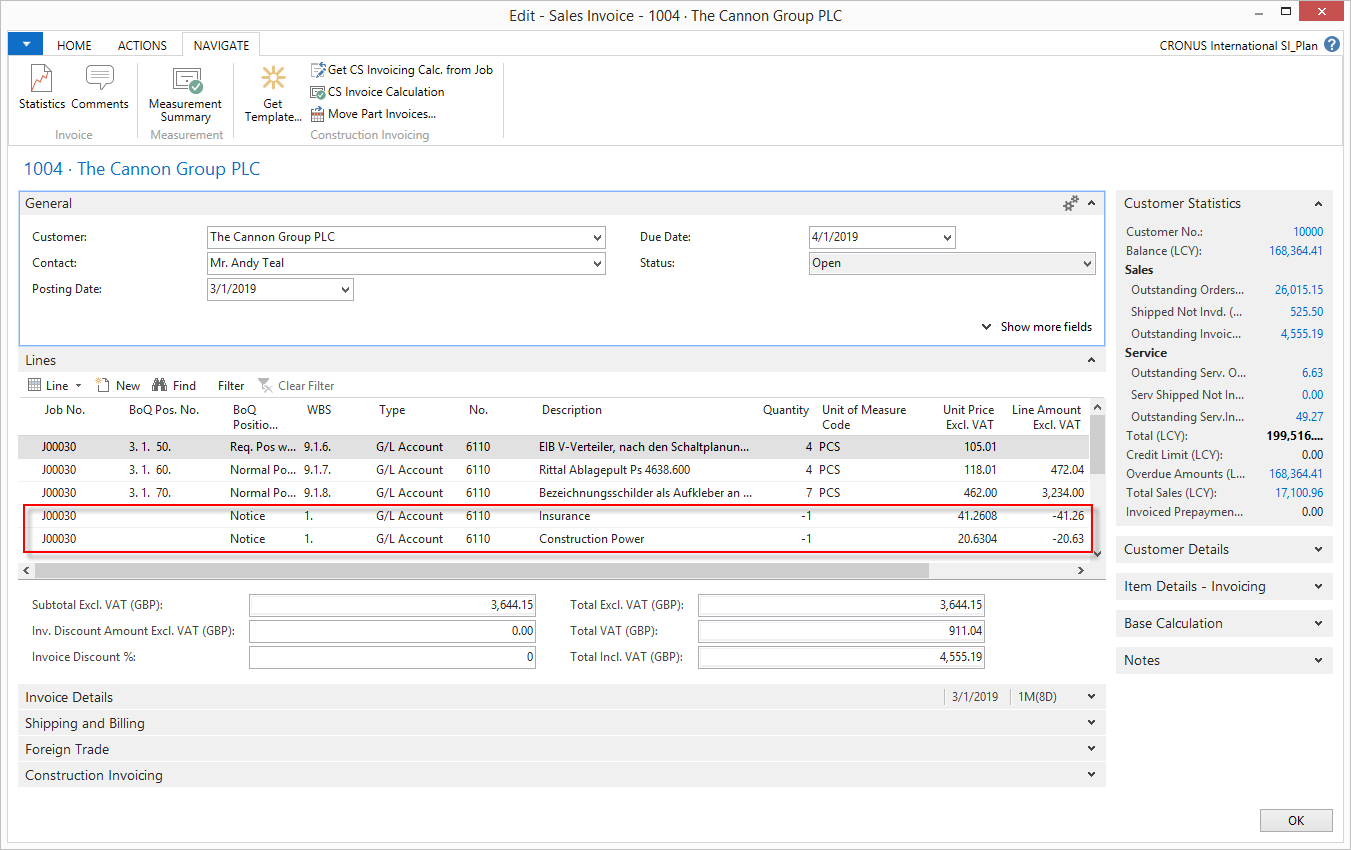 Edit - Sales Invoice - 1004 · The Cannon Group PLC
HOME ACTIONS NAVIGATE
CRONUS International SI_Plan
Statistics
Comments
Invoice
Measurement Summary
Measurement
Get Template...
Get CS Invoicing Calc. from Job
CS Invoice Calculation
Move Part Invoices...
Construction Invoicing
1004 · The Cannon Group PLC
General
Customer: The Cannon Group PLC
Contact: Mr. Andy Teal
Posting Date: 3/1/2019
Due Date: 4/1/2019
Status: Open
Show more fields
Lines
Line New Find Filter Clear Filter
Job No. BoQ Pos. No. BoQ Positio... WBS Type No. Description Quantity Unit of Measure Code Unit Price Excl. VAT Line Amount Excl. VAT
J00030 3. 1. 50. Req. Pos w... 9.1.6. G/L Account 6110 EIB V-Verteiler, nach den Schaltplanun... 4 PCS 105.01
J00030 3. 1. 60. Normal Po... 9.1.7. G/L Account 6110 Rittal Ablagepult Ps 4638.600 4 PCS 118.01 472.04
J00030 3. 1. 70. Normal Po... 9.1.8. G/L Account 6110 Bezeichnungsschilder als Aufkleber an ... 7 PCS 462.00 3,234.00
J00030 Notice 1. G/L Account 6110 Insurance -1 41.2608 -41.26
J00030 Notice 1. G/L Account 6110 Construction Power -1 20.6304 -20.63
Subtotal Excl. VAT (GBP): 3,644.15
Inv. Discount Amount Excl. VAT (GBP): 0.00
Invoice Discount %: 0
Total Excl. VAT (GBP): 3,644.15
Total VAT (GBP): 911.04
Total Incl. VAT (GBP): 4,555.19
Invoice Details 3/1/2019 1M(8D)
Shipping and Billing
Foreign Trade
Construction Invoicing
Customer Statistics
Customer No.: 10000
Balance (LCY): 168,364.41
Sales
Outstanding Orders... 26,015.15
Shipped Not Invd. (... 525.50
Outstanding Invoic... 4,555.19
Service
Outstanding Serv. O... 6.63
Serv Shipped Not In... 0.00
Outstanding Serv.In... 49.27
Total (LCY): 199,516....
Credit Limit (LCY): 0.00
Overdue Amounts (L... 168,364.41
Total Sales (LCY): 17,100.96
Invoiced Prepaymen... 0.00
Customer Details
Item Details - Invoicing
Base Calculation
Notes
OK